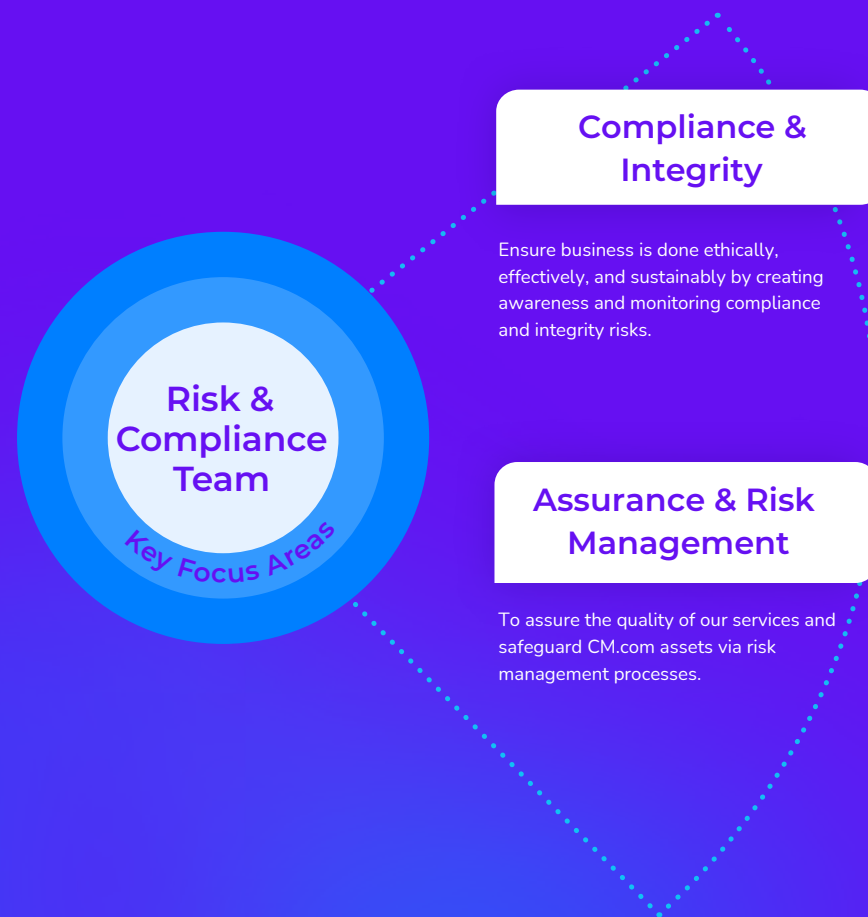 Compliance &
Integrity
Ensure business is done ethically,
effectively, and sustainably by creating
awareness and monitoring compliance
and integrity risks.
Risk &
Compliance
Team
Key Focus Areas
Assurance & Risk
Management
To assure the quality of our services and
safeguard CM.com assets via risk
management processes.